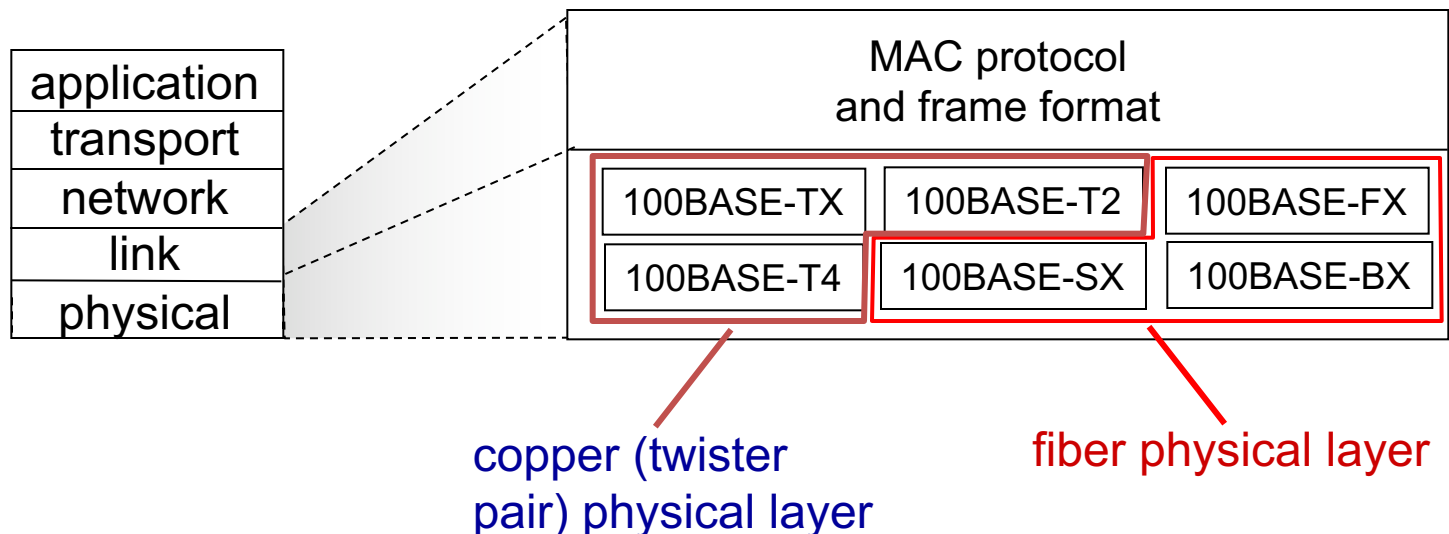 application
transport
network
link
physical
MAC protocol
and frame format
100BASE-TX
100BASE-T2
100BASE-FX
100BASE-T4
100BASE-SX
100BASE-BX
copper (twister
pair) physical layer
fiber physical layer